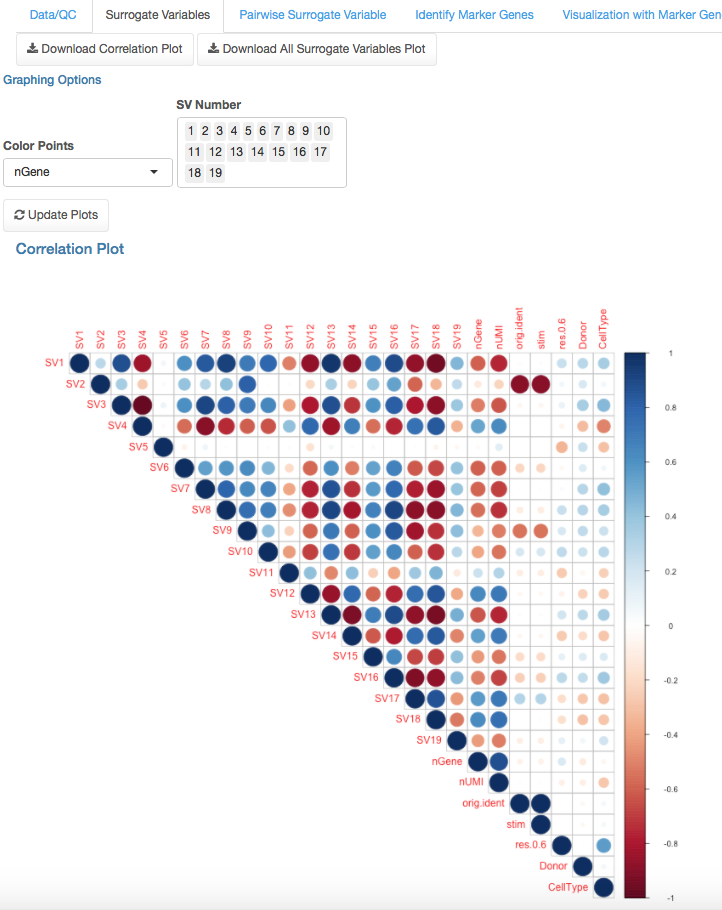 Data/QC Surrogate Variables Pairwise Surrogate Variable Identify Marker Genes Visualization with Marker Gen
Download Correlation Plot Download All Surrogate Variables Plot
Graphing Options
SV Number
1 2 3 4 5 6 7 8 9 10
Color Points
11 12 13 14 15 16 17
nGene
18 19
Update Plots
Correlation Plot
SV1 SV2 SV3 SV4 SV5 SV6 SV7 SV8 SV9 SV10 SV11 SV12 SV13 SV14 SV15 SV16 SV17 SV18 SV19 nGene nUMI orig.ident stim res.0.6 Donor CellType
SV1
1
SV2
SV3
0.8
SV4
SV5
0.6
SV6
SV7
0.4
SV8
SV9
SV10
0.2
SV11
SV12
SV13
0
SV14
SV15
-0.2
SV16
SV17
SV18
-0.4
SV19
nGene
nUMI
-0.6
orig.ident
stim
res.0.6
-0.8
Donor
CellType
-1